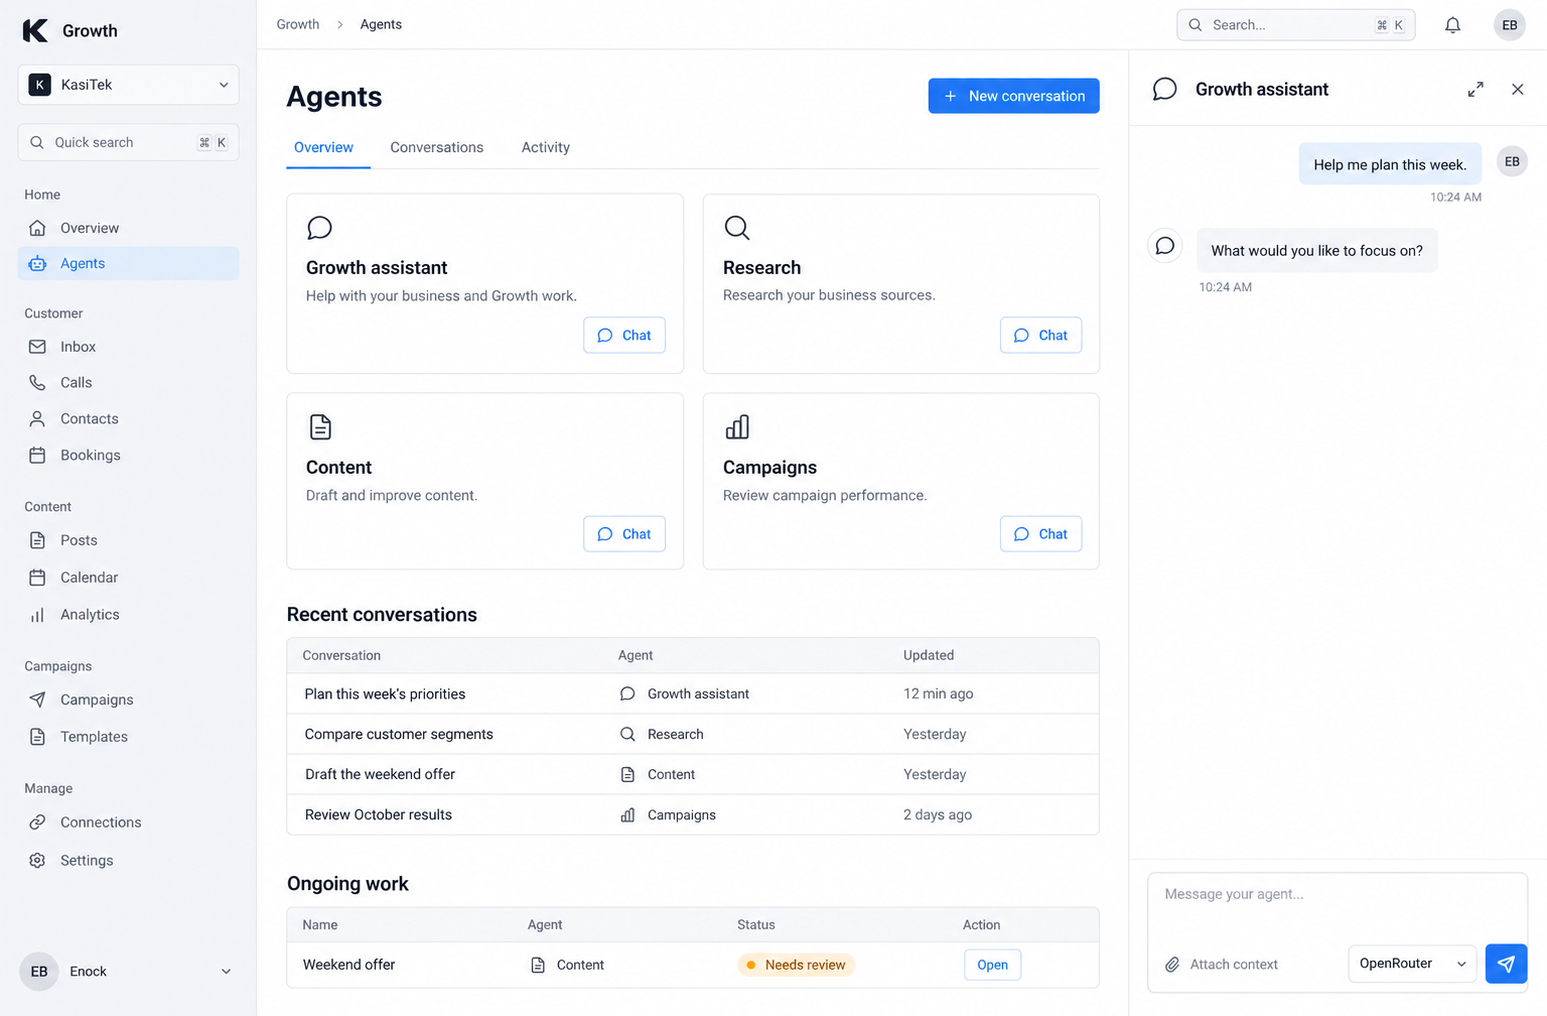 Growth
K KasiTek
Quick search ⌘ K
Home
Overview
Agents
Customer
Inbox
Calls
Contacts
Bookings
Content
Posts
Calendar
Analytics
Campaigns
Campaigns
Templates
Manage
Connections
Settings
EB Enock
Growth > Agents
Search... ⌘ K
EB
Agents
+ New conversation
Overview Conversations Activity
Growth assistant
Help with your business and Growth work.
Chat
Research
Research your business sources.
Chat
Content
Draft and improve content.
Chat
Campaigns
Review campaign performance.
Chat
Recent conversations
Conversation Agent Updated
Plan this week's priorities Growth assistant 12 min ago
Compare customer segments Research Yesterday
Draft the weekend offer Content Yesterday
Review October results Campaigns 2 days ago
Ongoing work
Name Agent Status Action
Weekend offer Content Needs review Open
Growth assistant
Help me plan this week. EB
10:24 AM
What would you like to focus on?
10:24 AM
Message your agent...
Attach context OpenRouter